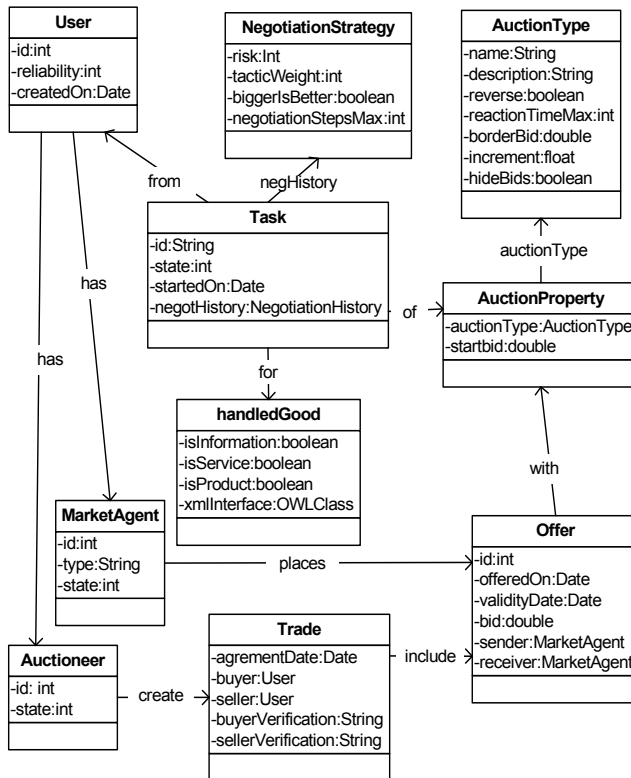 User
-id:int
-reliability:int
-createdOn:Date
NegotiationStrategy
-risk:Int
-tacticWeight:int
-biggerIsBetter:boolean
-negotiationStepsMax:int
AuctionType
-name:String
-description:String
-reverse:boolean
-reactionTimeMax:int
-borderBid:double
-increment:float
-hideBids:boolean
from
negHistory
Task
-id:String
-state:int
-startedOn:Date
-negotHistory:NegotiationHistory
auctionType
has
of
AuctionProperty
-auctionType:AuctionType
-startbid:double
has
for
handledGood
-isInformation:boolean
-isService:boolean
-isProduct:boolean
-xmlInterface:OWLClass
with
MarketAgent
-id:int
-type:String
-state:int
places
Offer
-id:int
-offeredOn:Date
-validityDate:Date
-bid:double
-sender:MarketAgent
-receiver:MarketAgent
Auctioneer
-id: int
-state:int
create
Trade
-agrementDate:Date
-buyer:User
-seller:User
-buyerVerification:String
-sellerVerification:String
include